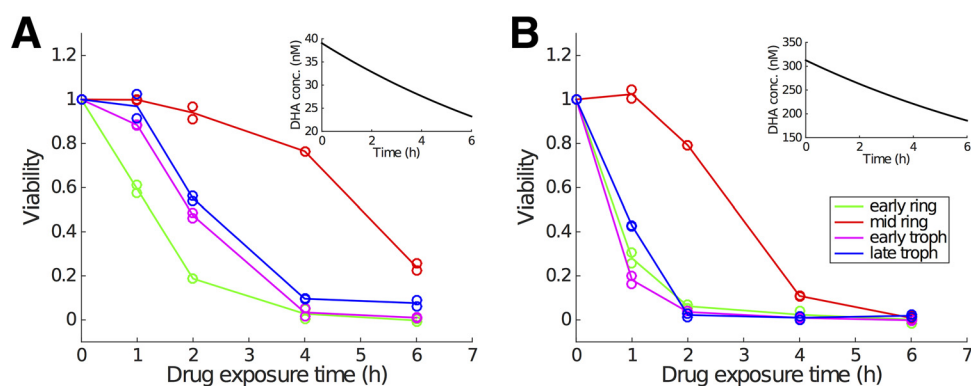 A
B
1.2
1
0.8
0.6
0.4
0.2
0
Viability
0 1 2 3 4 5 6 7
Drug exposure time (h)
40
35
30
25
20
DHA conc. (nM)
0 2 4 6
Time (h)
1.2
1
0.8
0.6
0.4
0.2
0
Viability
0 1 2 3 4 5 6 7
Drug exposure time (h)
350
300
250
200
150
DHA conc. (nM)
0 2 4 6
Time (h)
early ring
mid ring
early troph
late troph